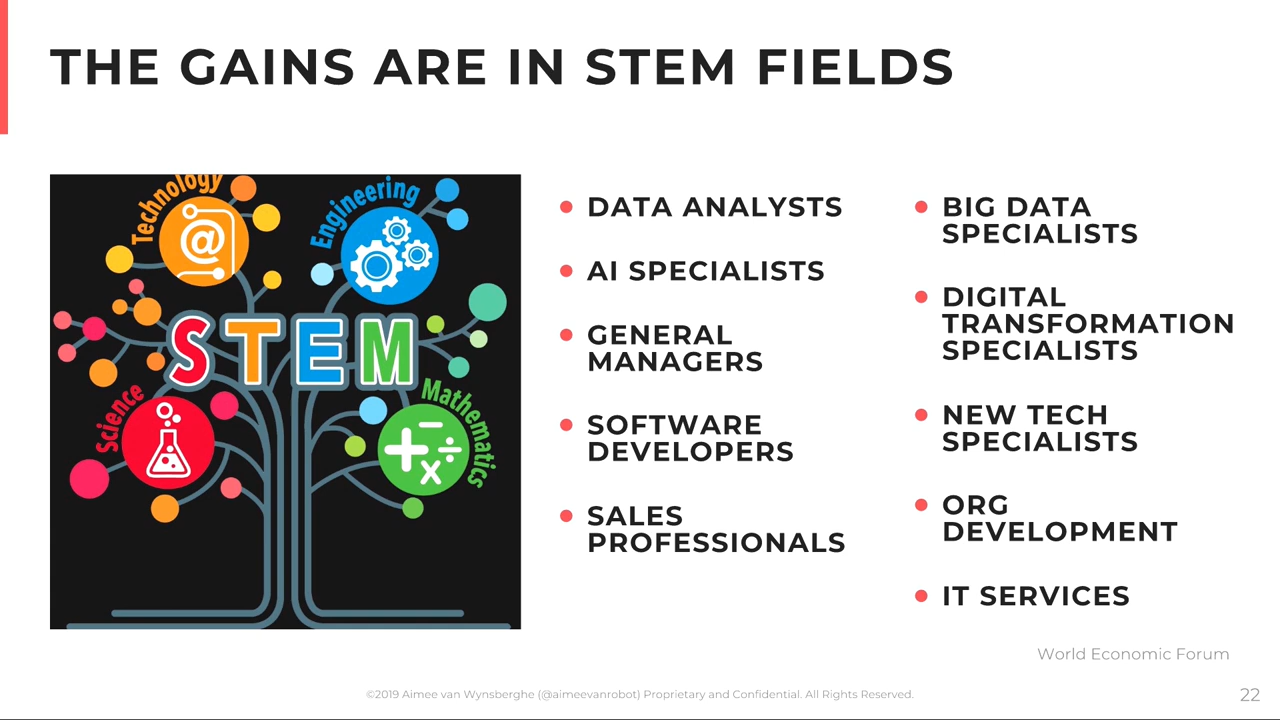 THE GAINS ARE IN STEM FIELDS
Technology
Engineering
STEM
Science
Mathematics
DATA ANALYSTS
AI SPECIALISTS
GENERAL
MANAGERS
SOFTWARE
DEVELOPERS
SALES
PROFESSIONALS
BIG DATA
SPECIALISTS
DIGITAL
TRANSFORMATION
SPECIALISTS
NEW TECH
SPECIALISTS
ORG
DEVELOPMENT
IT SERVICES
World Economic Forum
©2019 Aimee van Wynsberghe (@aimeevanrobot) Proprietary and Confidential. All Rights Reserved.
22